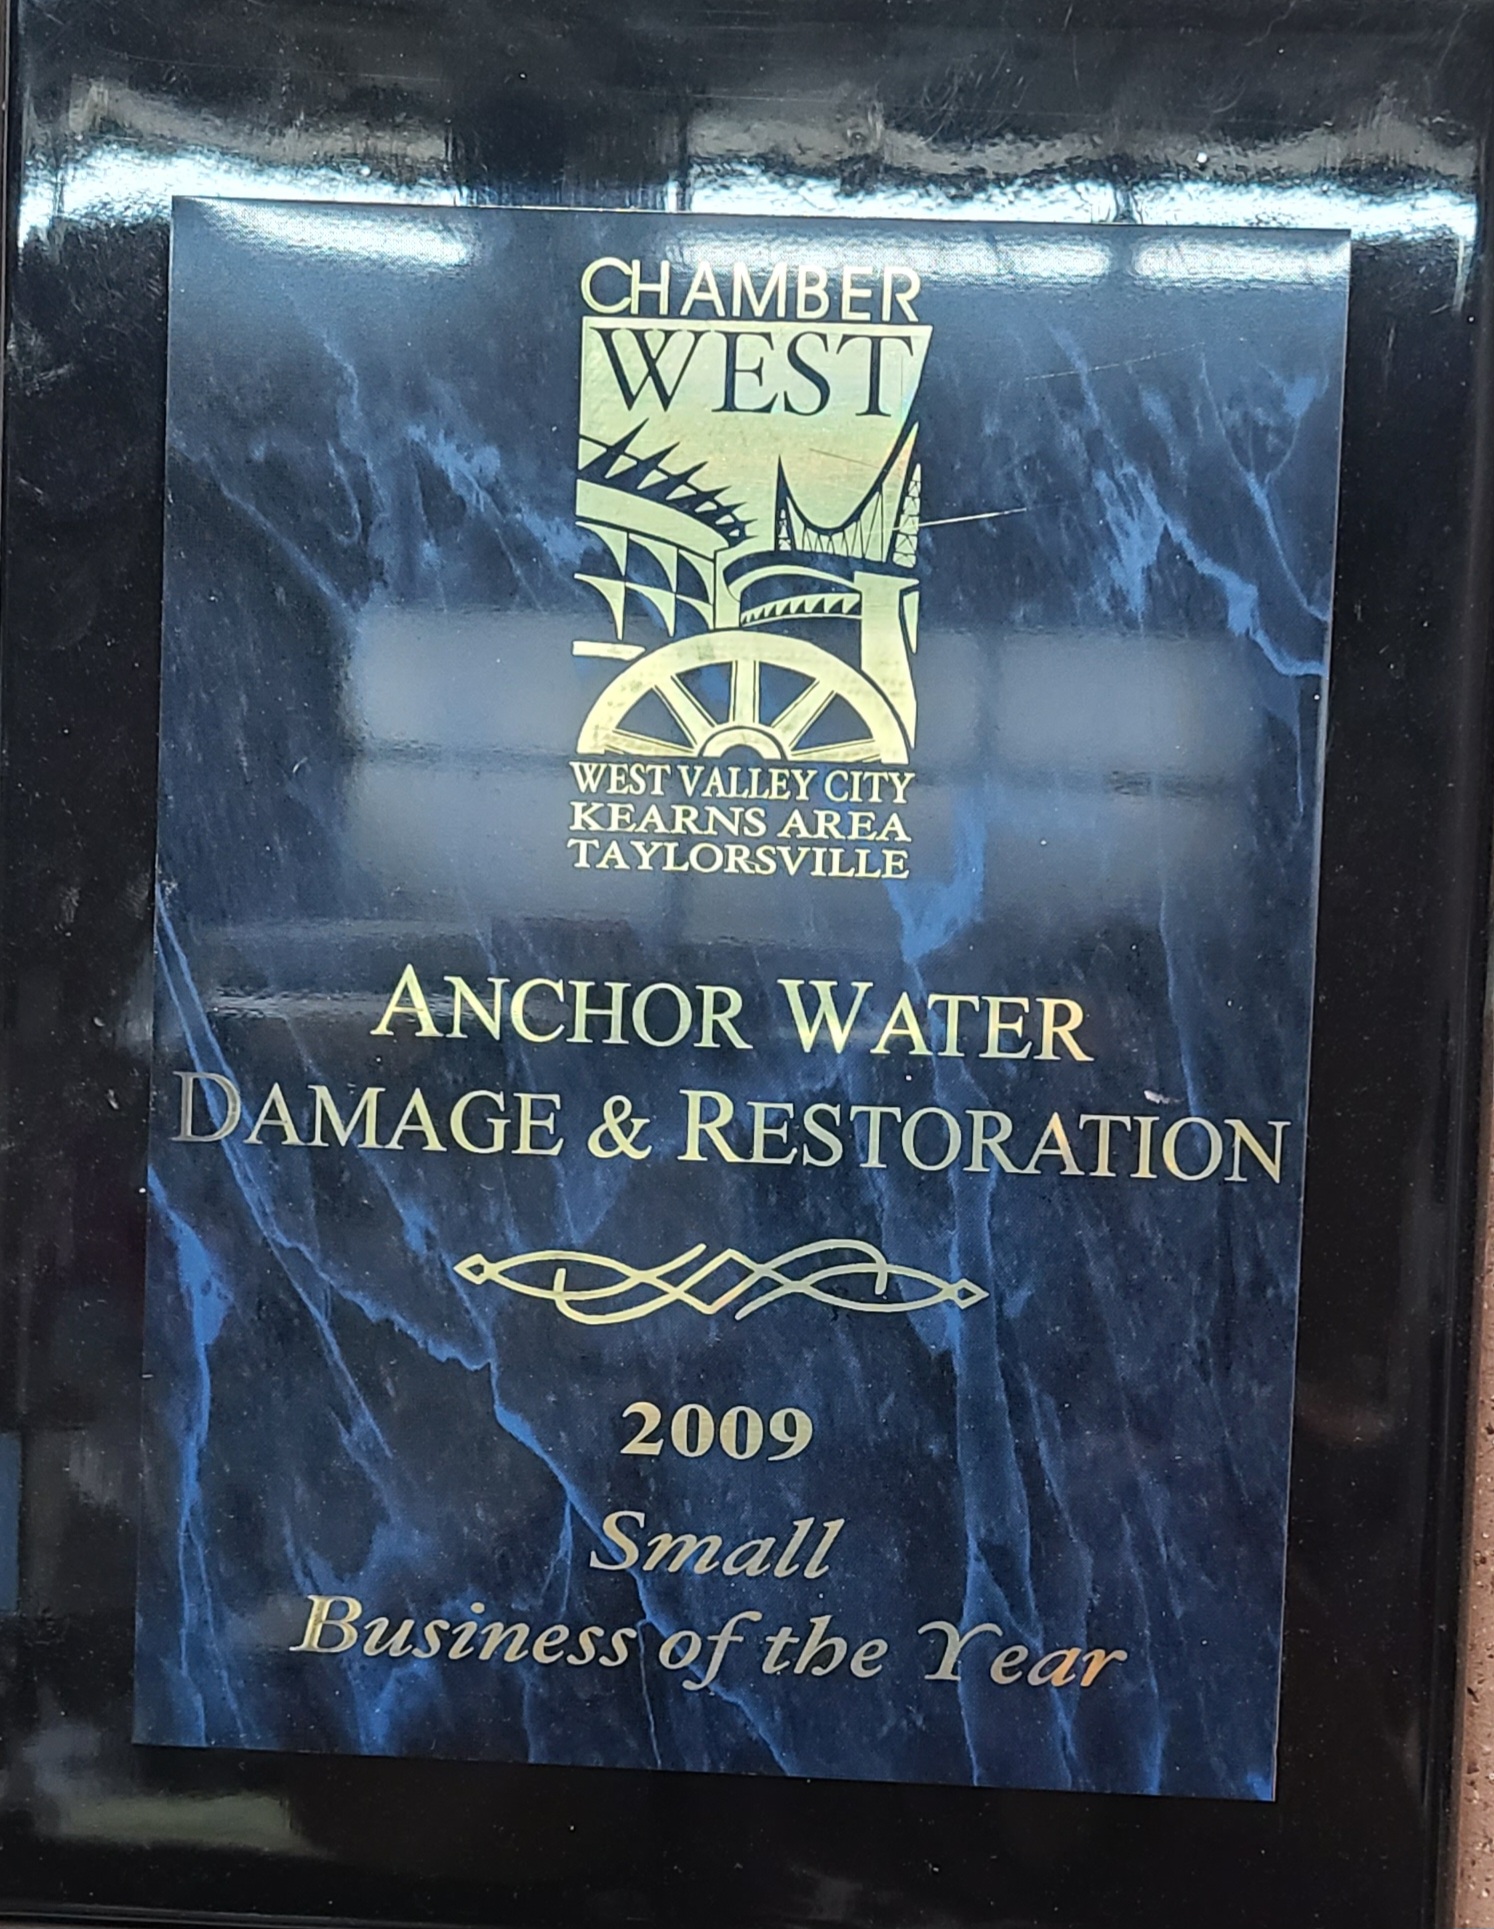 CHAMBER
WEST
WEST VALLEY CITY
KEARNS AREA
TAYLORSVILLE
ANCHOR WATER
DAMAGE & RESTORATION
2009
Small
Business of the Year